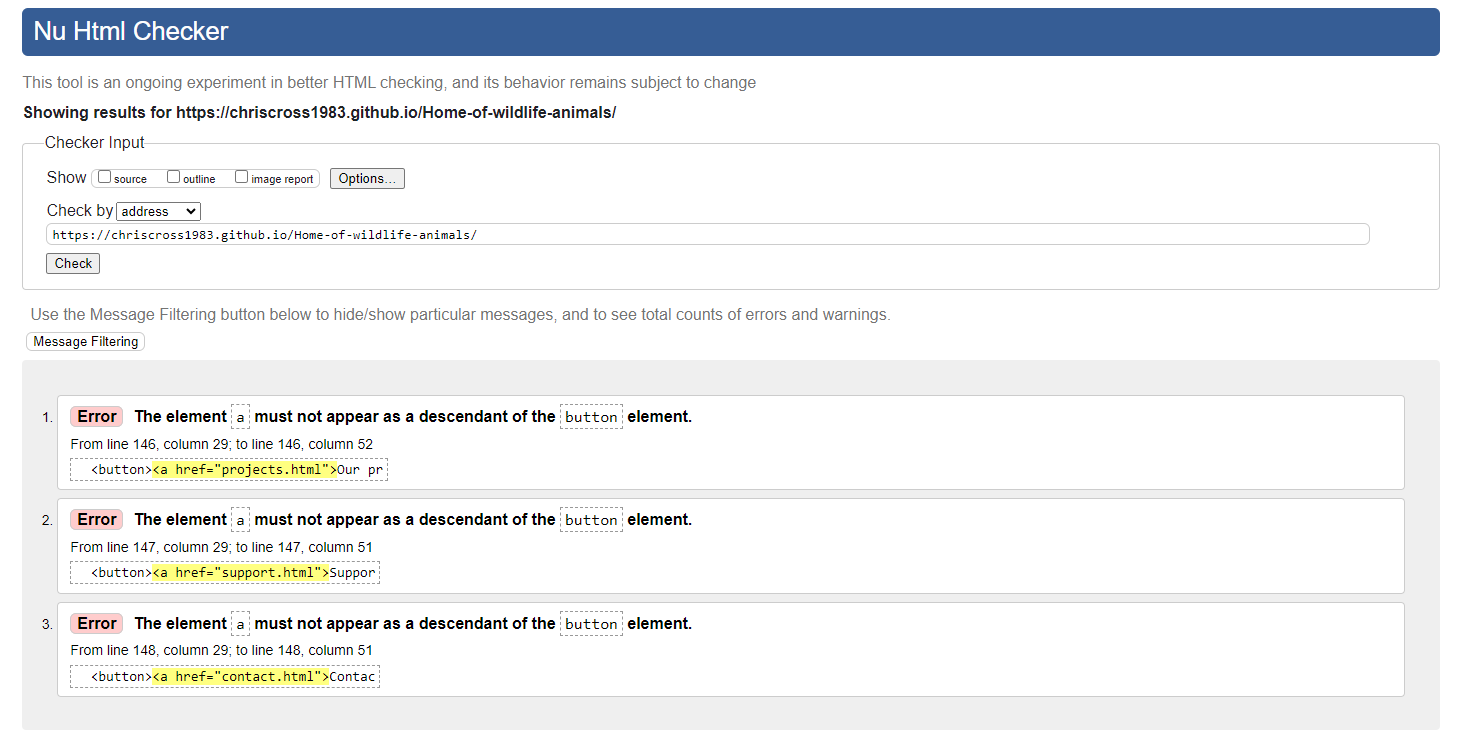 Nu Html Checker
This tool is an ongoing experiment in better HTML checking, and its behavior remains subject to change
Showing results for https://chriscross1983.github.io/Home-of-wildlife-animals/
Checker Input
Show source outline image report Options...
Check by address
https://chriscross1983.github.io/Home-of-wildlife-animals/
Check
Use the Message Filtering button below to hide/show particular messages, and to see total counts of errors and warnings.
Message Filtering
1. Error The element a must not appear as a descendant of the button element.
From line 146, column 29; to line 146, column 52
<button><a href="projects.html">Our pr
2. Error The element a must not appear as a descendant of the button element.
From line 147, column 29; to line 147, column 51
<button><a href="support.html">Suppor
3. Error The element a must not appear as a descendant of the button element.
From line 148, column 29; to line 148, column 51
<button><a href="contact.html">Contac